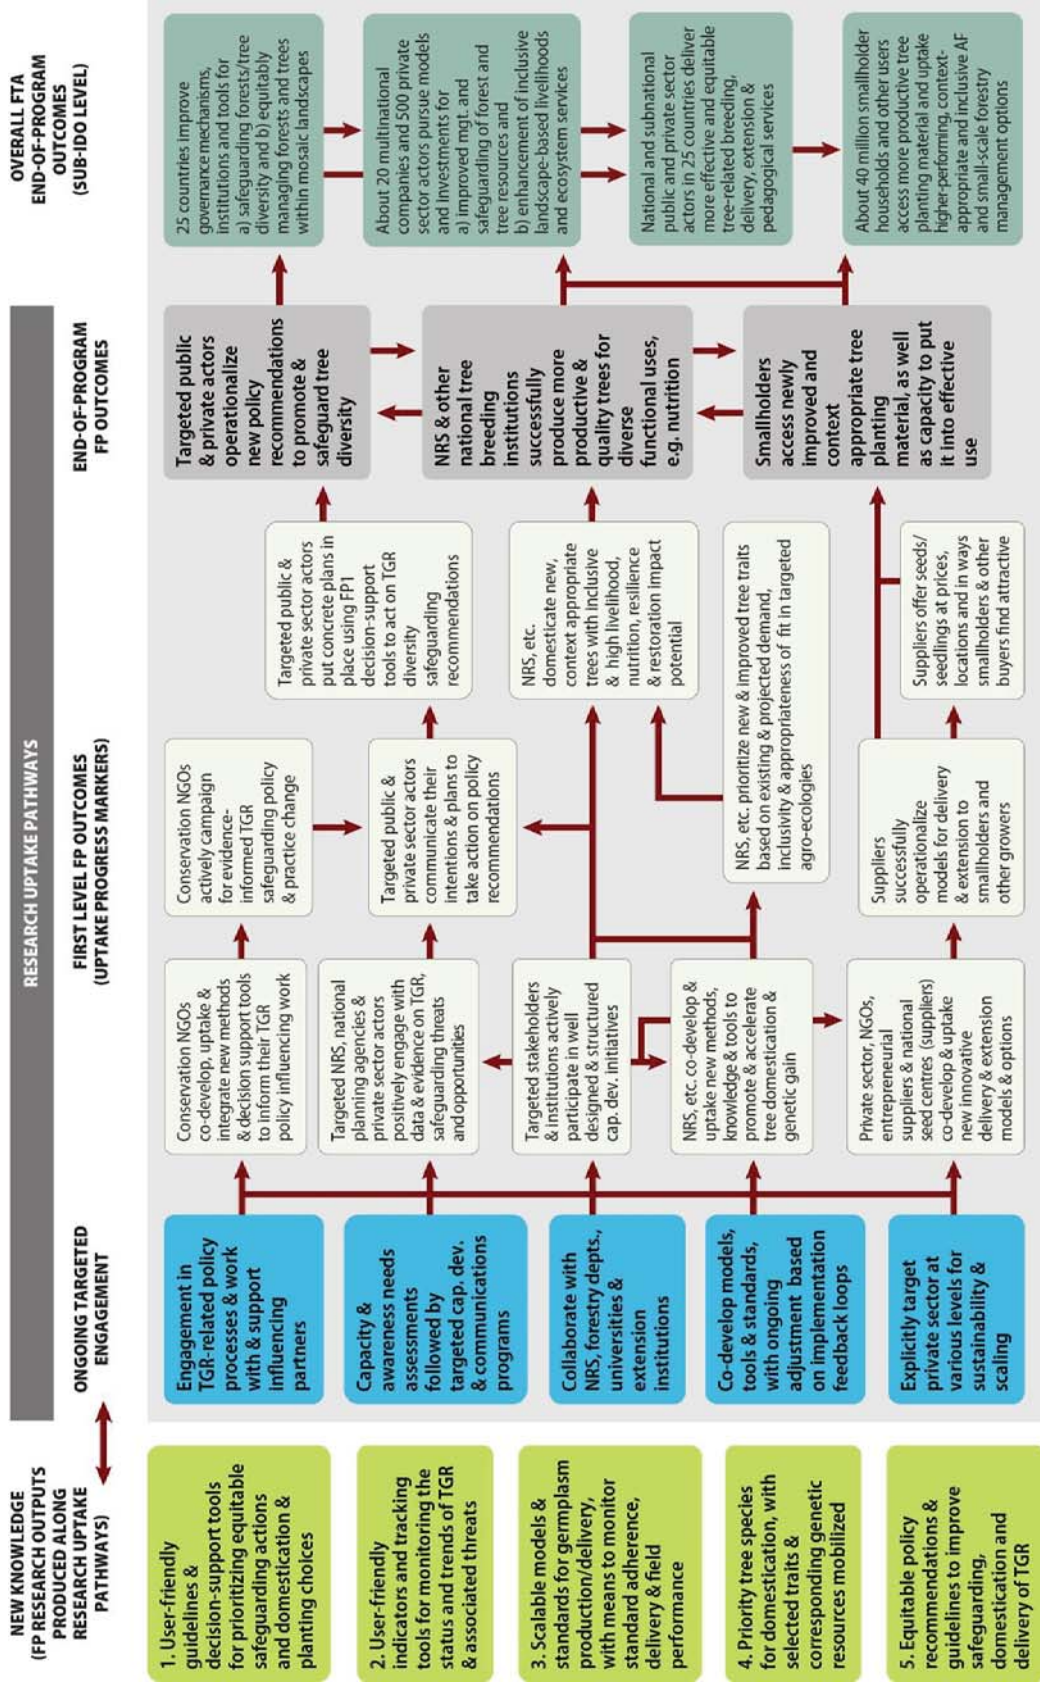 RESEARCH UPTAKE PATHWAYS
NEW KNOWLEDGE
(FP RESEARCH OUTPUTS
PRODUCED ALONG
RESEARCH UPTAKE
PATHWAYS)
ONGOING TARGETED
ENGAGEMENT
FIRST LEVEL FP OUTCOMES
(UPTAKE PROGRESS MARKERS)
END-OF-PROGRAM
FP OUTCOMES
OVERALL FTA
END-OF-PROGRAM
OUTCOMES
(SUB-IDO LEVEL)
1. User-friendly
guidelines &
decision-support tools
for prioritizing equitable
safeguarding actions
and domestication &
planting choices
2. User-friendly
indicators and tracking
tools for monitoring the
status and trends of TGR
& associated threats
3. Scalable models &
standards for germplasm
production/delivery,
with means to monitor
standard adherence,
delivery & field
performance
4. Priority tree species
for domestication, with
selected traits &
corresponding genetic
resources mobilized
5. Equitable policy
recommendations &
guidelines to improve
safeguarding,
domestication and
delivery of TGR
Engagement in
TGR-related policy
processes & work
with & support
influencing
partners
Capacity &
awareness needs
assessments
followed by
targeted cap. dev.
& communications
programs
Collaborate with
NRS, forestry depts.,
universities &
extension
institutions
Co-develop models,
tools & standards,
with ongoing
adjustment based
on implementation
feedback loops
Explicitly target
private sector at
various levels for
sustainability &
scaling
Conservation NGOs
co-develop, uptake &
integrate new methods
& decision support tools
to inform their TGR
policy influencing work
Targeted NRS, national
planning agencies &
private sector actors
positively engage with
data & evidence on TGR,
safeguarding threats
and opportunities
Targeted stakeholders
& institutions actively
participate in well
designed & structured
cap. dev. initiatives
NRS, etc. co-develop &
uptake new methods,
knowledge & tools to
promote & accelerate
tree domestication &
genetic gain
Private sector, NGOs,
entrepreneurial
suppliers & national
seed centres (suppliers)
co-develop & uptake
new innovative
delivery & extension
models & options
Conservation NGOs
actively campaign
for evidence-
informed TGR
safeguarding policy
& practice change
Targeted public &
private sector actors
communicate their
intentions & plans to
take action on policy
recommendations
NRS, etc. prioritize new & improved tree traits
based on existing & projected demand,
inclusivity & appropriateness of fit in targeted
agro-ecologies
Suppliers
successfully
operationalize
models for delivery
& extension to
smallholders and
other growers
Targeted public &
private sector actors
put concrete plans in
place using FP1
decision-support
tools to act on TGR
diversity
safeguarding
recommendations
NRS, etc.
domesticate new,
context appropriate
trees with inclusive
& high livelihood,
nutrition, resilience
& restoration impact
potential
Suppliers offer seeds/
seedlings at prices,
locations and in ways
smallholders & other
buyers find attractive
Targeted public
& private actors
operationalize
new policy
recommendations
to promote &
safeguard tree
diversity
NRS & other
national tree
breeding
institutions
successfully
produce more
productive &
quality trees for
diverse
functional uses,
e.g. nutrition
Smallholders
access newly
improved and
context
appropriate tree
planting
material, as well
as capacity to put
it into effective
use
25 countries improve
governance mechanisms,
institutions and tools for
a) safeguarding forests/tree
diversity and b) equitably
managing forests and trees
within mosaic landscapes
About 20 multinational
companies and 500 private
sector actors pursue models
and investments for
a) improved mgt. and
safeguarding of forest and
tree resources and
b) enhancement of inclusive
landscape-based livelihoods
and ecosystem services
National and subnational
public and private sector
actors in 25 countries deliver
more effective and equitable
tree-related breeding,
delivery, extension &
pedagogical services
About 40 million smallholder
households and other users
access more productive tree
planting material and uptake
higher-performing, context-
appropriate and inclusive AF
and small-scale forestry
management options